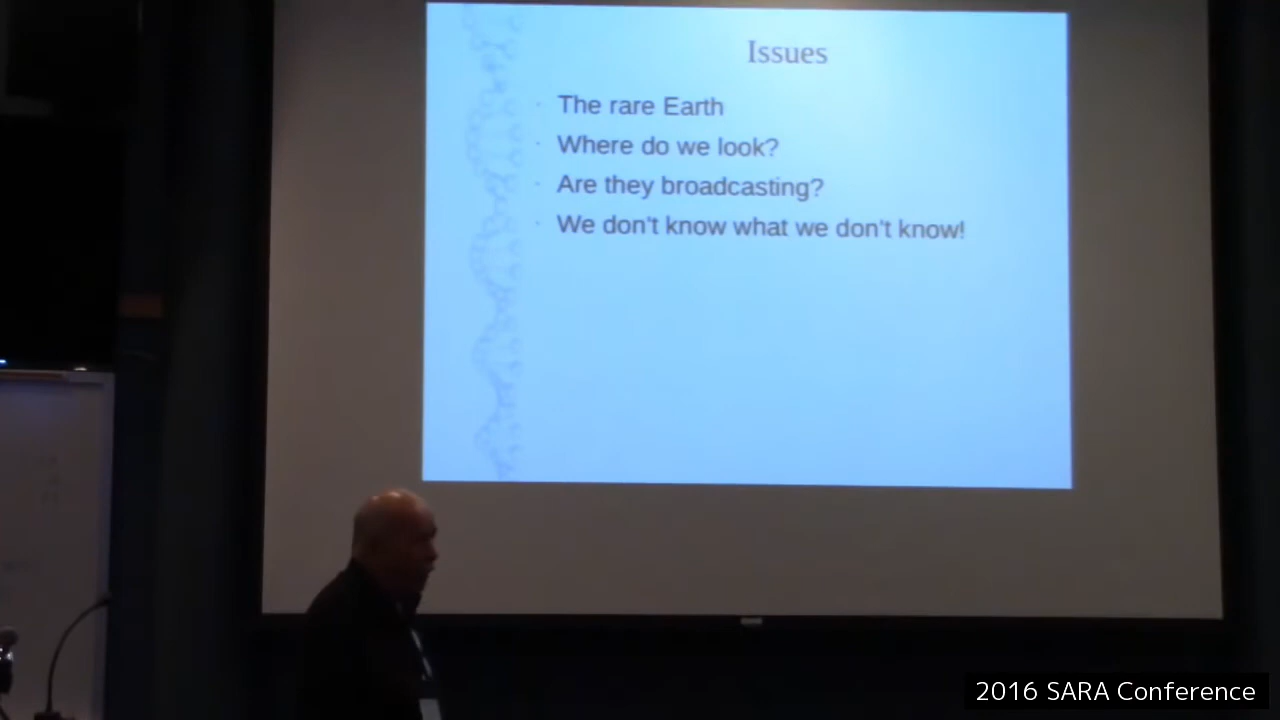 Issues
The rare Earth
Where do we look?
Are they broadcasting?
We don't know what we don't know!
2016 SARA Conference